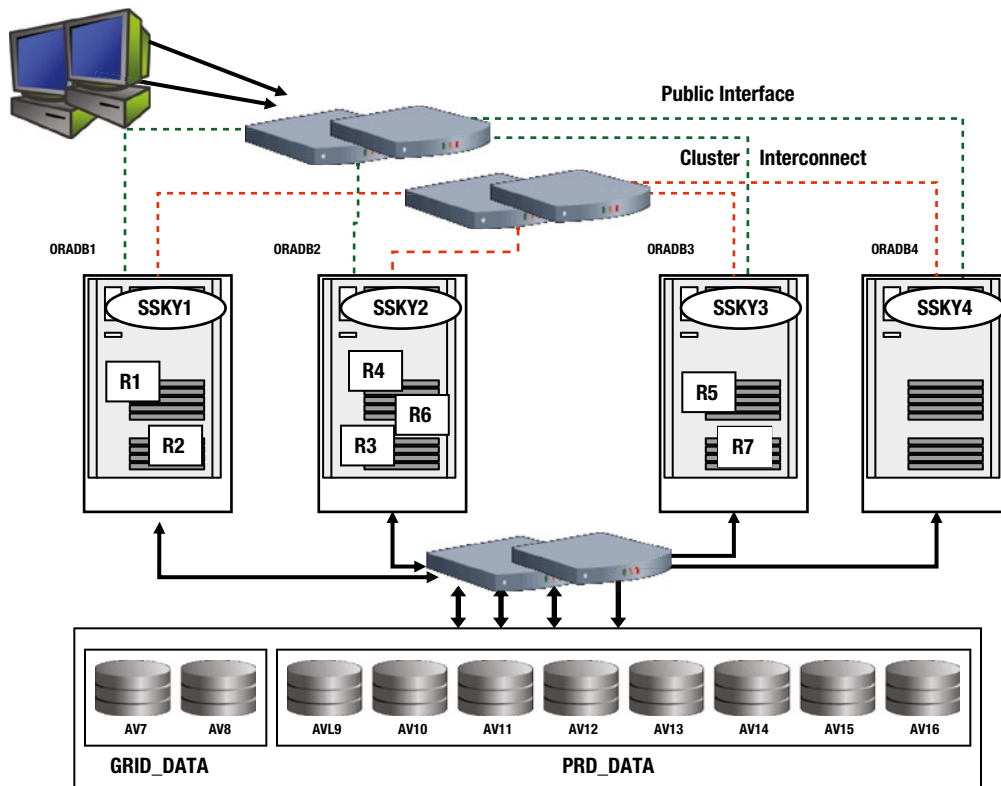 Public Interface
Cluster Interconnect
ORADB1
ORADB2
ORADB3
ORADB4
SSKY1
SSKY2
SSKY3
SSKY4
R1
R2
R4
R6
R3
R5
R7
AV7
AV8
AVL9
AV10
AV11
AV12
AV13
AV14
AV15
AV16
GRID_DATA
PRD_DATA